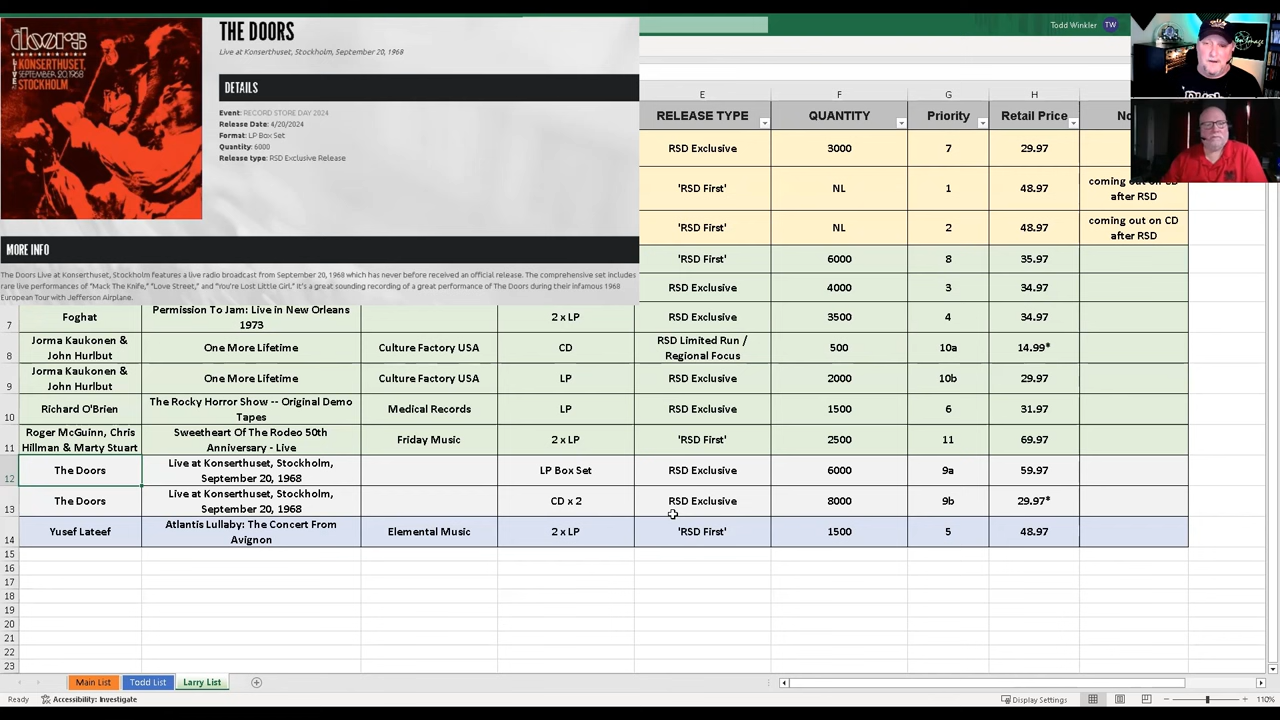 doors
LIVE AT
KONSERTHUSET,
SEPTEMBER 20, 1968
STOCKHOLM
THE DOORS
Live at Konserthuset, Stockholm, September 20, 1968
DETAILS
Event: RECORD STORE DAY 2024
Release Date: 4/20/2024
Format: LP Box Set
Quantity: 6000
Release type: RSD Exclusive Release
MORE INFO
The Doors Live at Konserthuset, Stockholm features a live radio broadcast from September 20, 1968 which has never before received an official release. The comprehensive set includes
rare live performances of "Mack The Knife," "Love Street," and "You're Lost Little Girl." It's a great sounding recording of a great performance of The Doors during their infamous 1968
European Tour with Jefferson Airplane.
Todd Winkler TW
E F G H
RELEASE TYPE QUANTITY Priority Retail Price
RSD Exclusive 3000 7 29.97
'RSD First' NL 1 48.97 coming out on CD after RSD
'RSD First' NL 2 48.97 coming out on CD after RSD
'RSD First' 6000 8 35.97
RSD Exclusive 4000 3 34.97
7 Foghat Permission To Jam: Live in New Orleans 1973 2 x LP RSD Exclusive 3500 4 34.97
8 Jorma Kaukonen & John Hurlbut One More Lifetime Culture Factory USA CD RSD Limited Run / Regional Focus 500 10a 14.99*
9 Jorma Kaukonen & John Hurlbut One More Lifetime Culture Factory USA LP RSD Exclusive 2000 10b 29.97
10 Richard O'Brien The Rocky Horror Show -- Original Demo Tapes Medical Records LP RSD Exclusive 1500 6 31.97
11 Roger McGuinn, Chris Hillman & Marty Stuart Sweetheart Of The Rodeo 50th Anniversary - Live Friday Music 2 x LP 'RSD First' 2500 11 69.97
12 The Doors Live at Konserthuset, Stockholm, September 20, 1968 LP Box Set RSD Exclusive 6000 9a 59.97
13 The Doors Live at Konserthuset, Stockholm, September 20, 1968 CD x 2 RSD Exclusive 8000 9b 29.97*
14 Yusef Lateef Atlantis Lullaby: The Concert From Avignon Elemental Music 2 x LP 'RSD First' 1500 5 48.97
15
16
17
18
19
20
21
22
23
Main List Todd List Larry List
Ready Accessibility: Investigate Display Settings 110%